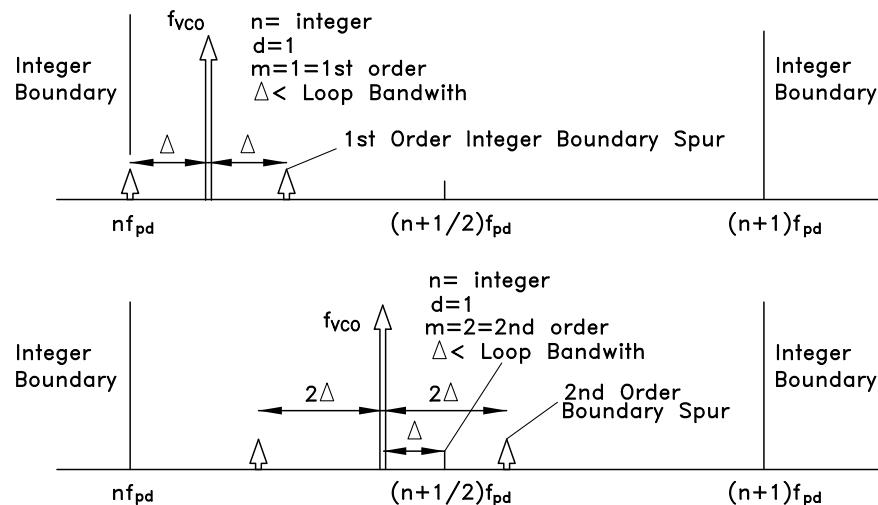 fVCO
n= integer
d=1
m=1=1st order
△< Loop Bandwith
Integer
Boundary
Integer
Boundary
△
△
1st Order Integer Boundary Spur
nfpd
(n+1/2)fpd
(n+1)fpd
n= integer
d=1
m=2=2nd order
△< Loop Bandwith
fVCO
Integer
Boundary
Integer
Boundary
2△
2△
2nd Order
Boundary Spur
△
nfpd
(n+1/2)fpd
(n+1)fpd